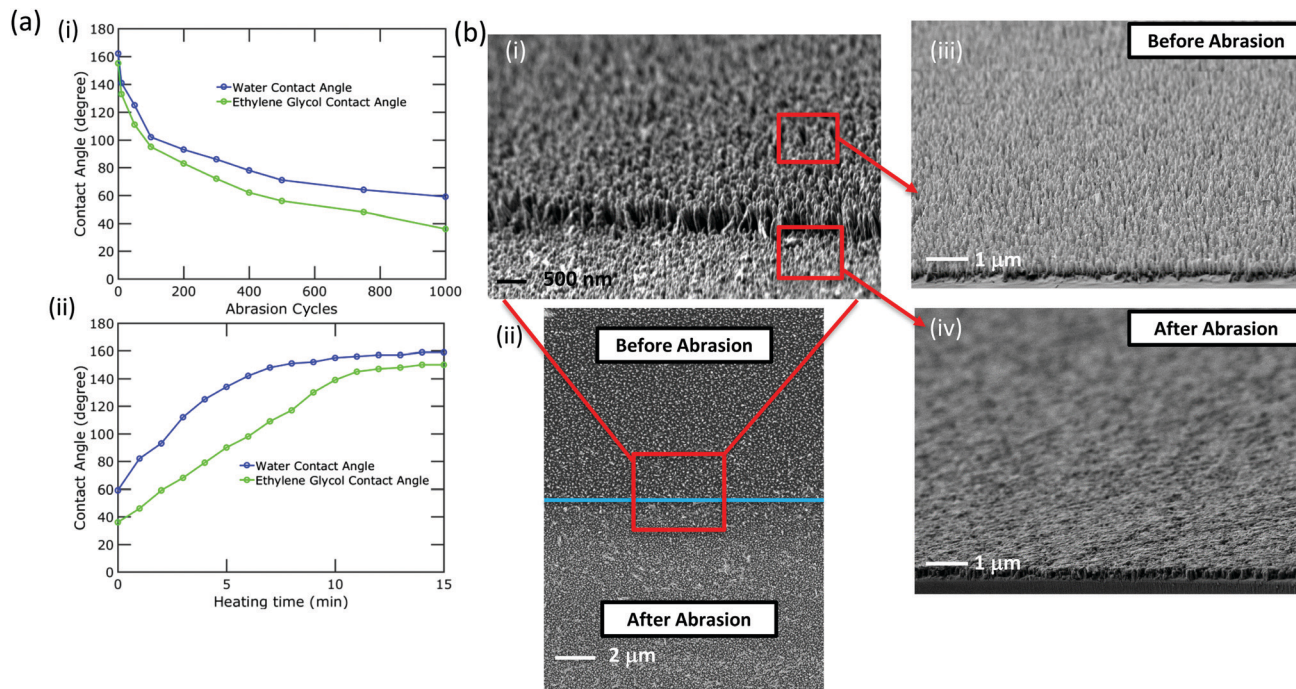 (a)
(i)
180
160
140
120
100
80
60
40
20
0
Contact Angle (degree)
Water Contact Angle
Ethylene Glycol Contact Angle
0 200 400 600 800 1000
Abrasion Cycles
(ii)
180
160
140
120
100
80
60
40
20
0
Contact Angle (degree)
Water Contact Angle
Ethylene Glycol Contact Angle
0 5 10 15
Heating time (min)
(b)
(i)
500 nm
(ii)
Before Abrasion
After Abrasion
2 μm
(iii)
Before Abrasion
1 μm
(iv)
After Abrasion
1 μm